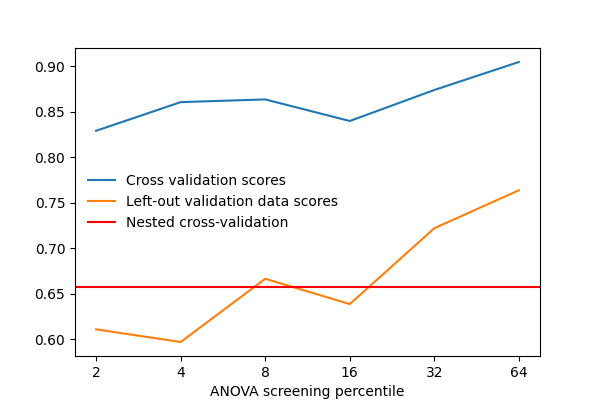 0.90
0.85
0.80
0.75
0.70
0.65
0.60
Cross validation scores
Left-out validation data scores
Nested cross-validation
2 4 8 16 32 64
ANOVA screening percentile